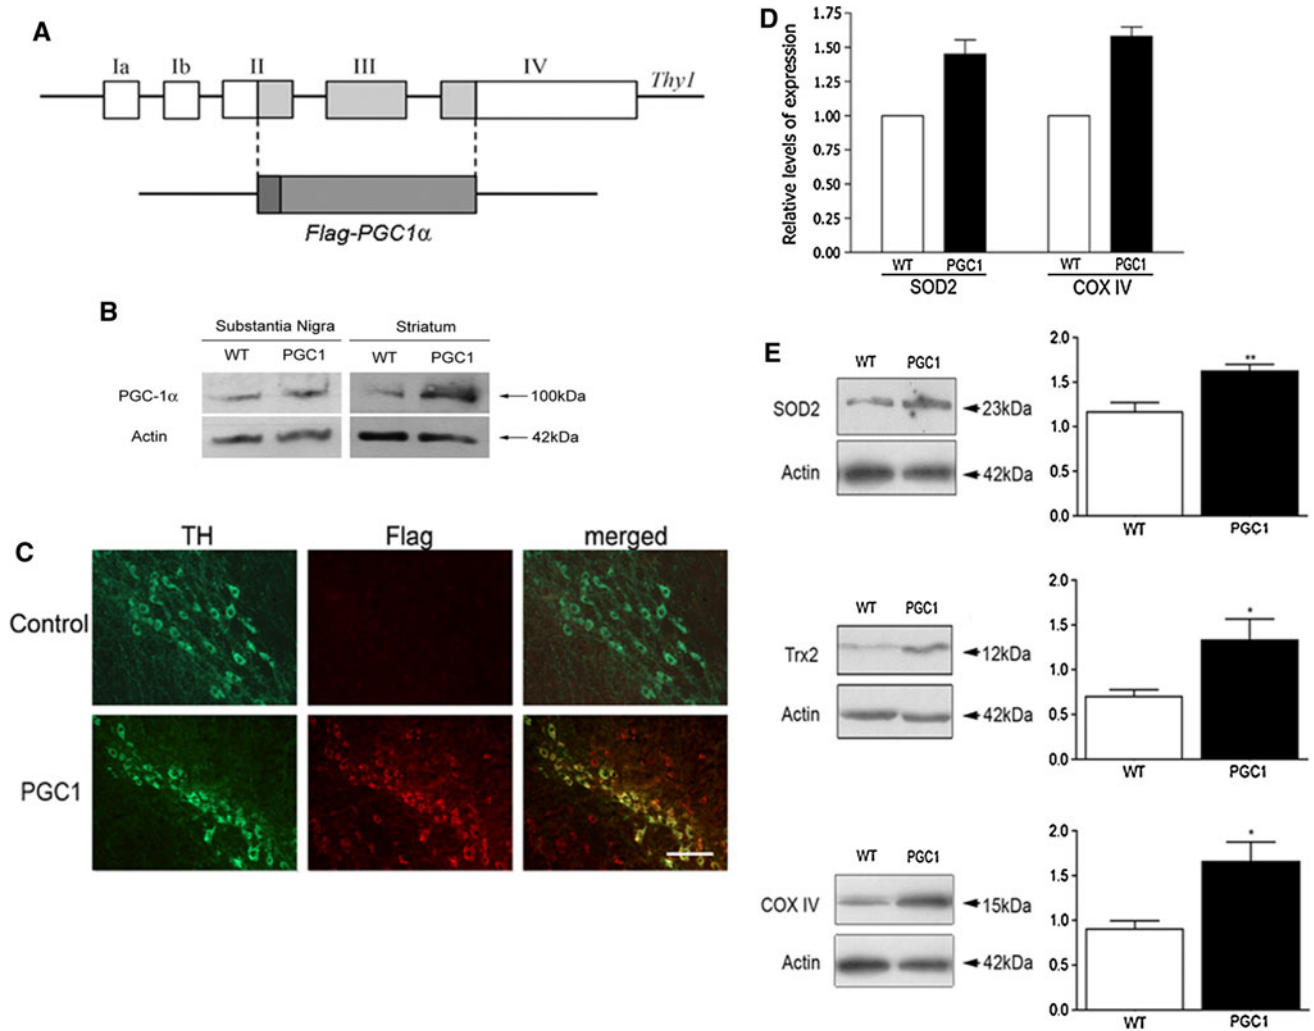 A
Ia Ib II III IV Thy1
Flag-PGC1α
B
Substantia Nigra Striatum
WT PGC1 WT PGC1
PGC-1α 100kDa
Actin 42kDa
C
TH Flag merged
Control
PGC1
D
Relative levels of expression
1.75
1.50
1.25
1.00
0.75
0.50
0.25
0.00
WT PGC1 WT PGC1
SOD2 COX IV
E
WT PGC1
SOD2 23kDa
Actin 42kDa
2.0
1.5
1.0
0.5
0.0
**
WT PGC1
WT PGC1
Trx2 12kDa
Actin 42kDa
2.0
1.5
1.0
0.5
0.0
*
WT PGC1
WT PGC1
COX IV 15kDa
Actin 42kDa
2.0
1.5
1.0
0.5
0.0
*
WT PGC1